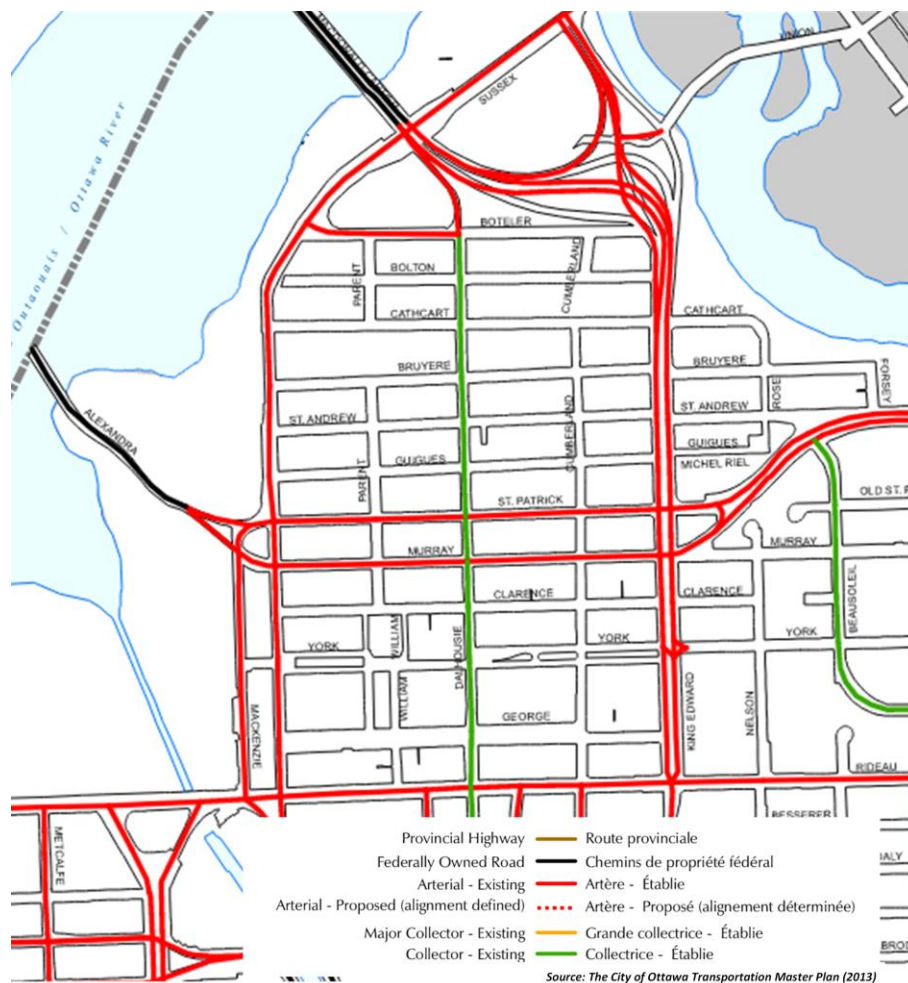 UNION
SUSSEX
Outaouais / Ottawa River
BOTELER
PARENT
BOLTON
CUMBERLAND
CATHCART
CATHCART
BRUYERE
BRUYERE
FORSEY
ALEXANDRA
ST. ANDREW
ST. ANDREW
ROSE
CUMBERLAND
PARENT
GUIGUES
GUIGUES
MICHEL RIEL
ST. PATRICK
OLD ST. P
MURRAY
MURRAY
CLARENCE
CLARENCE
BEAUSOLEIL
YORK
WILLIAM
DALHOUSIE
YORK
YORK
WILLIAM
MACKENZIE
GEORGE
KING EDWARD
NELSON
RIDEAU
METCALFE
BESSERER
Provincial Highway Route provinciale
Federally Owned Road Chemins de propriété fédéral
ALY
Arterial - Existing Artère - Établie
Arterial - Proposed (alignment defined) Artère - Proposé (alignement déterminée)
Major Collector - Existing Grande collectrice - Établie
Collector - Existing Collectrice - Établie
BROD
Source: The City of Ottawa Transportation Master Plan (2013)